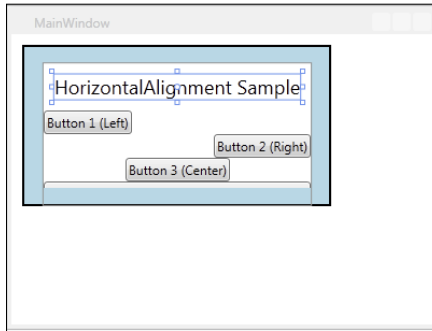 MainWindow
HorizontalAlignment Sample
Button 1 (Left)
Button 2 (Right)
Button 3 (Center)